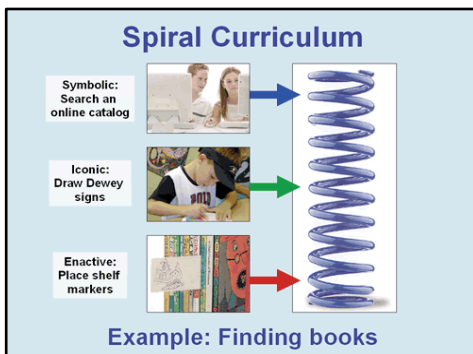 Spiral Curriculum
Symbolic:
Search an
online catalog
Iconic:
Draw Dewey
signs
Enactive:
Place shelf
markers
Example: Finding books